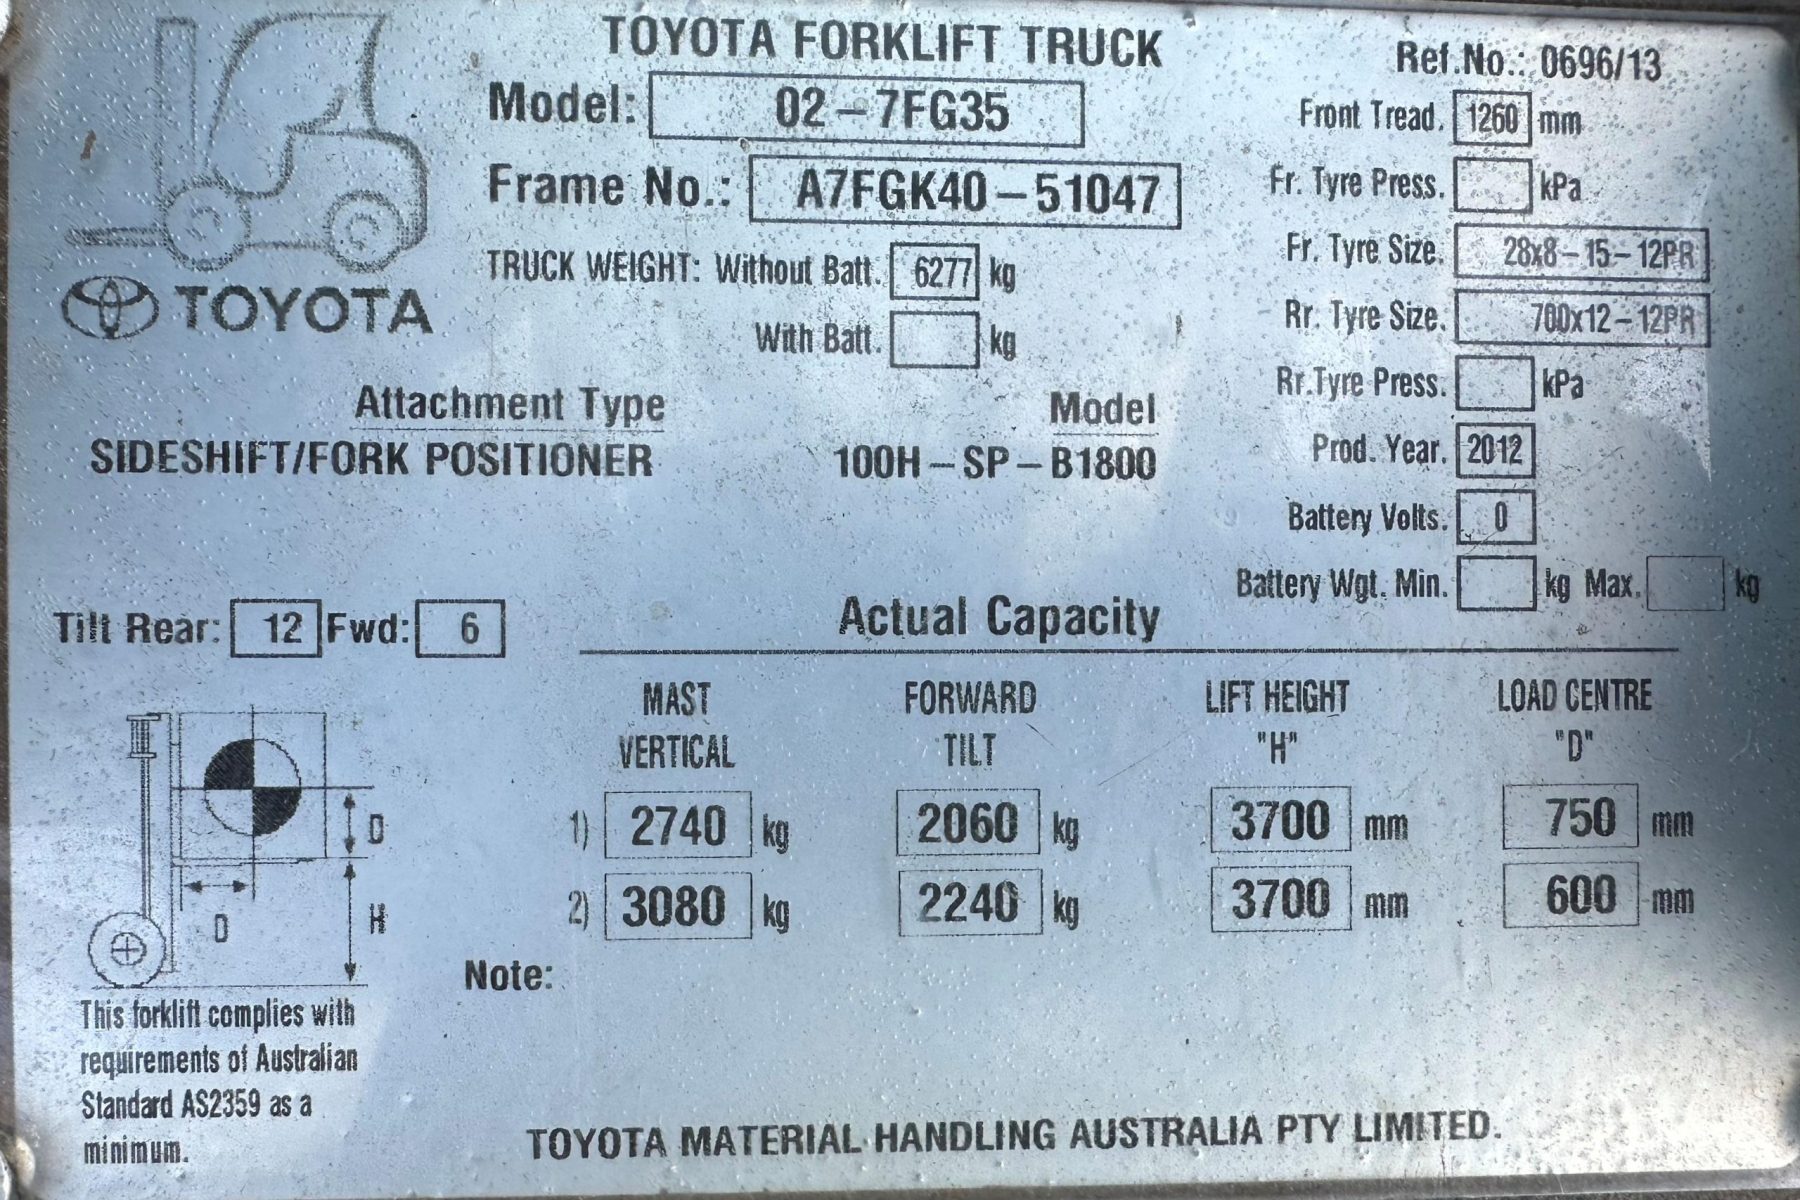 TOYOTA FORKLIFT TRUCK
Ref.No.: 0696/13
Model: 02-7FG35
Front Tread. 1260 mm
Frame No.: A7FGK40-51047
Fr. Tyre Press. kPa
TRUCK WEIGHT: Without Batt. 6277 kg
Fr. Tyre Size. 28x8-15-12PR
TOYOTA
With Batt. kg
Rr. Tyre Size. 700x12-12PR
Rr.Tyre Press. kPa
Attachment Type Model
Prod. Year. 2012
SIDESHIFT/FORK POSITIONER 100H-SP-B1800
Battery Volts. 0
Battery Wgt. Min. kg Max. kg
Tilt Rear: 12 Fwd: 6
Actual Capacity
MAST FORWARD LIFT HEIGHT LOAD CENTRE
VERTICAL TILT "H" "D"
1) 2740 kg 2060 kg 3700 mm 750 mm
2) 3080 kg 2240 kg 3700 mm 600 mm
D
D
H
Note:
This forklift complies with
requirements of Australian
Standard AS2359 as a
minimum.
TOYOTA MATERIAL HANDLING AUSTRALIA PTY LIMITED.